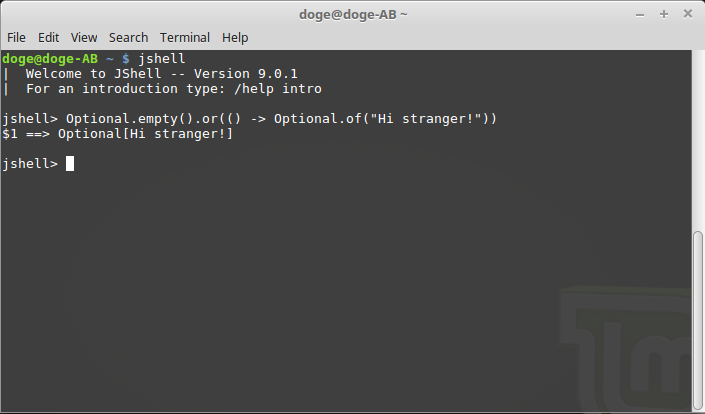 doge@doge-AB ~
File Edit View Search Terminal Help
doge@doge-AB ~ $ jshell
|  Welcome to JShell -- Version 9.0.1
|  For an introduction type: /help intro
jshell> Optional.empty().or(() -> Optional.of("Hi stranger!"))
$1 ==> Optional[Hi stranger!]
jshell>